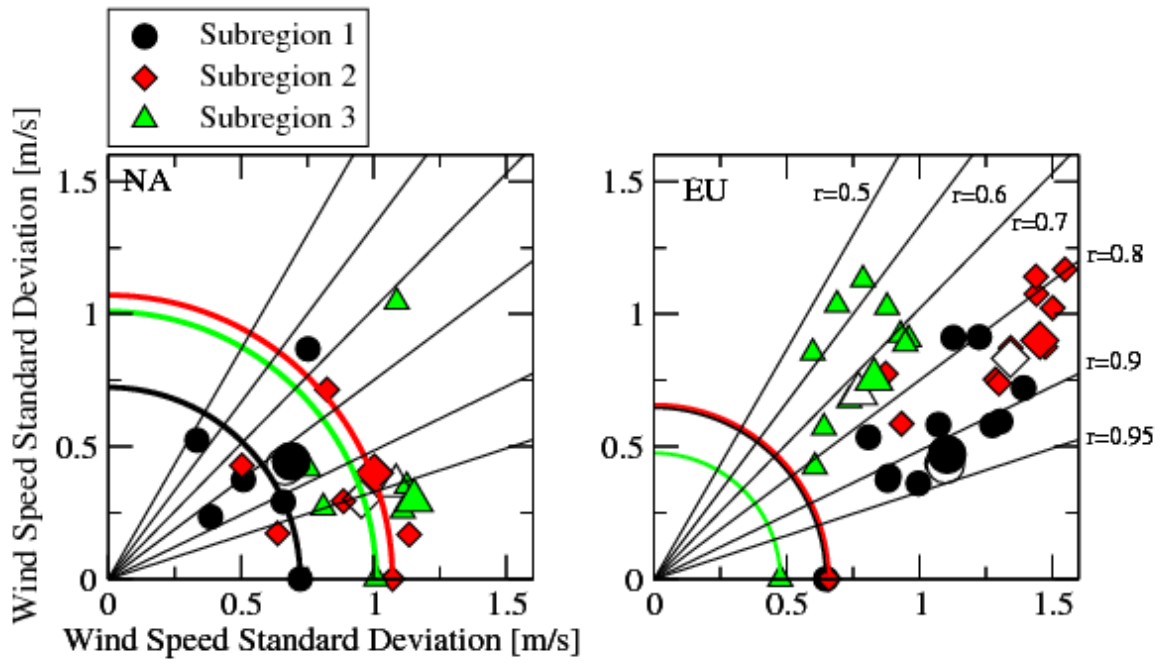 Subregion 1
Subregion 2
Subregion 3
Wind Speed Standard Deviation [m/s]
NA
1.5
1
0.5
0
0
0.5
1
1.5
Wind Speed Standard Deviation [m/s]
EU
r=0.5
r=0.6
r=0.7
r=0.8
r=0.9
r=0.95
1.5
1
0.5
0
0
0.5
1
1.5